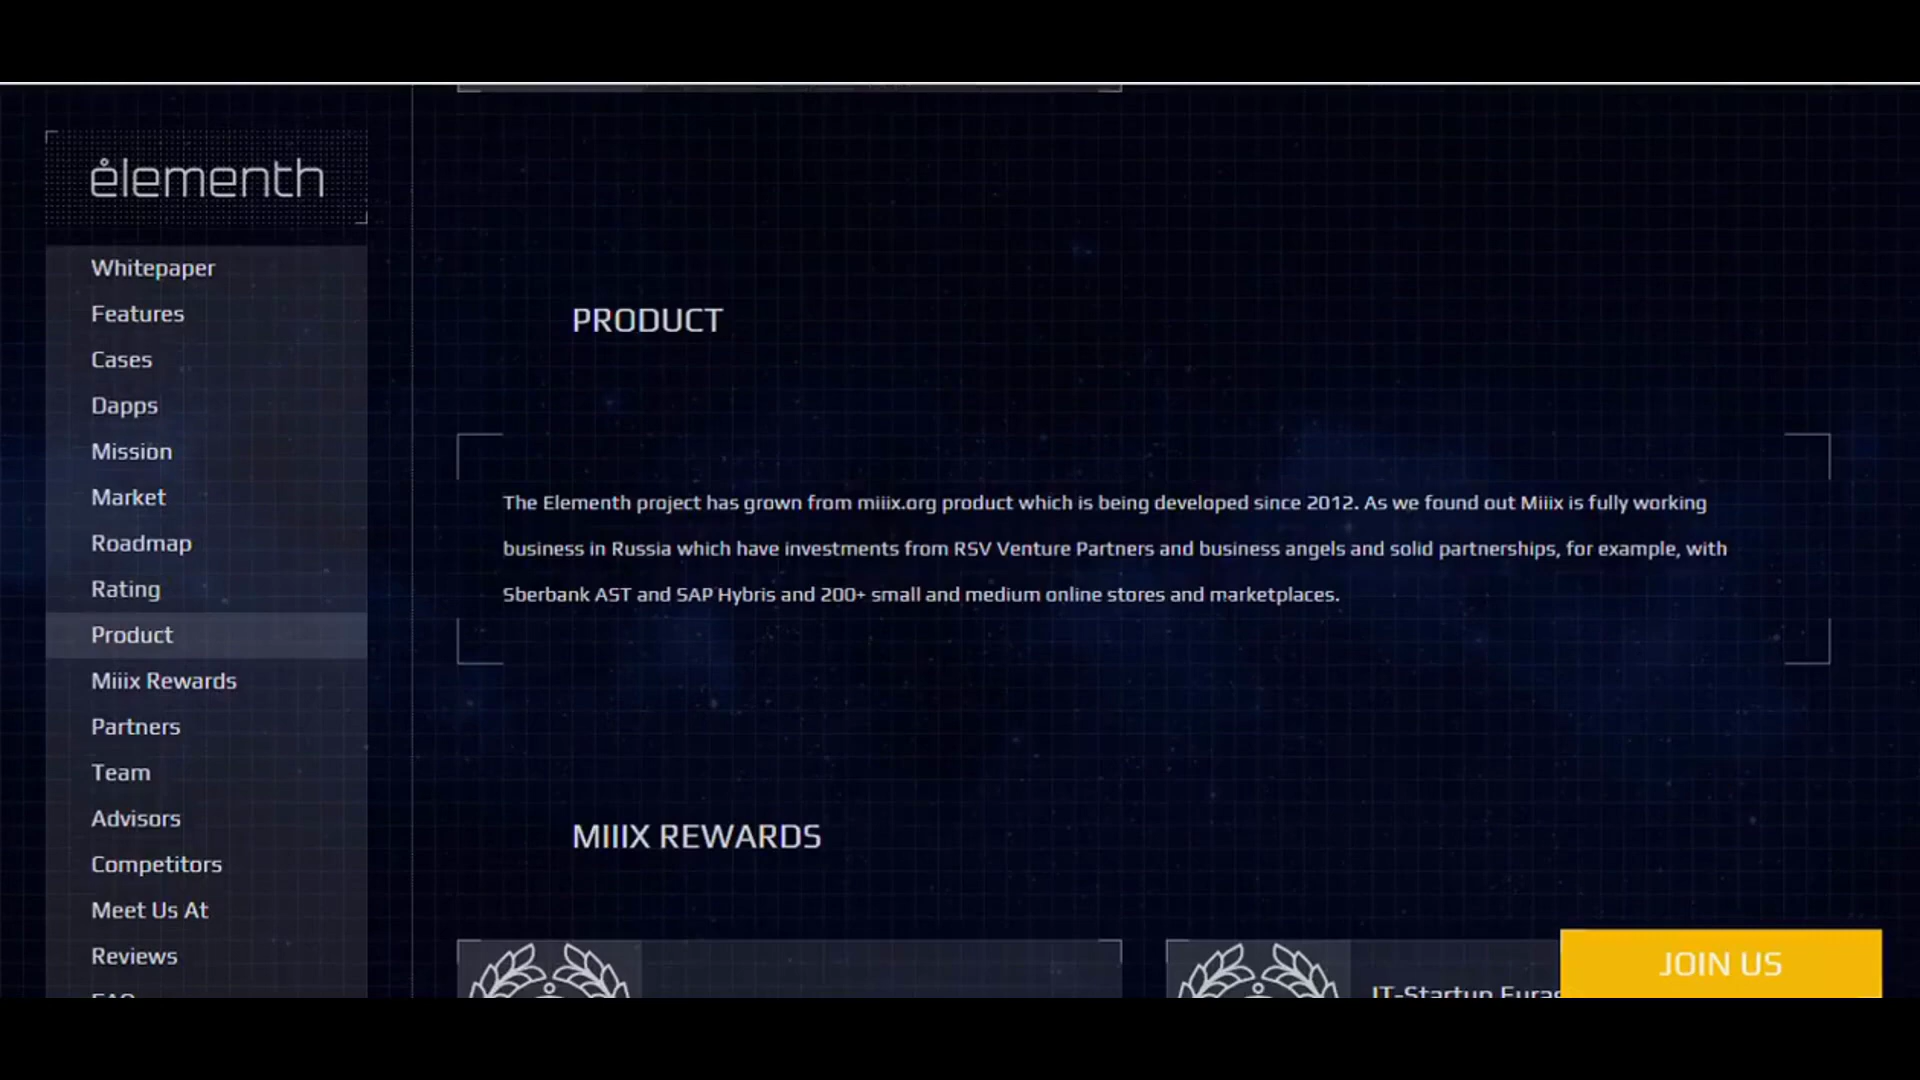 elementh
Whitepaper
Features
Cases
Dapps
Mission
Market
Roadmap
Rating
Product
Miiix Rewards
Partners
Team
Advisors
Competitors
Meet Us At
Reviews
FAQ
PRODUCT
The Elementh project has grown from miiix.org product which is being developed since 2012. As we found out Miiix is fully working
business in Russia which have investments from RSV Venture Partners and business angels and solid partnerships, for example, with
Sberbank AST and SAP Hybris and 200+ small and medium online stores and marketplaces.
MIIIX REWARDS
IT-Startup Euras
JOIN US